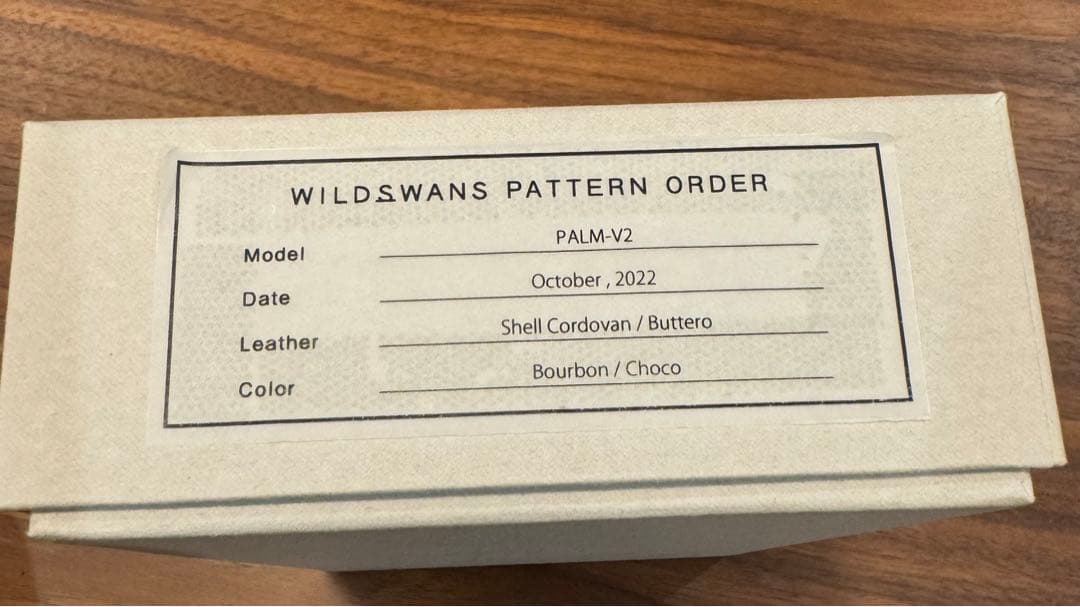 WILDSWANS PATTERN ORDER
Model PALM-V2
Date October , 2022
Leather Shell Cordovan / Buttero
Color Bourbon / Choco